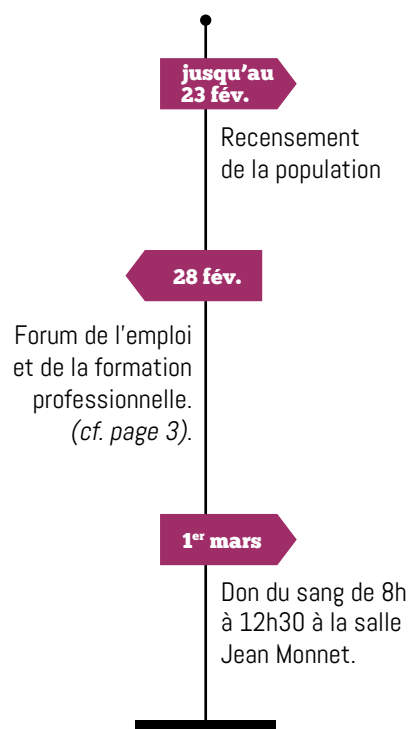 jusqu'au
23 fév.
Recensement
de la population
28 fév.
Forum de l'emploi
et de la formation
professionnelle.
(cf. page 3).
1er mars
Don du sang de 8h
à 12h30 à la salle
Jean Monnet.